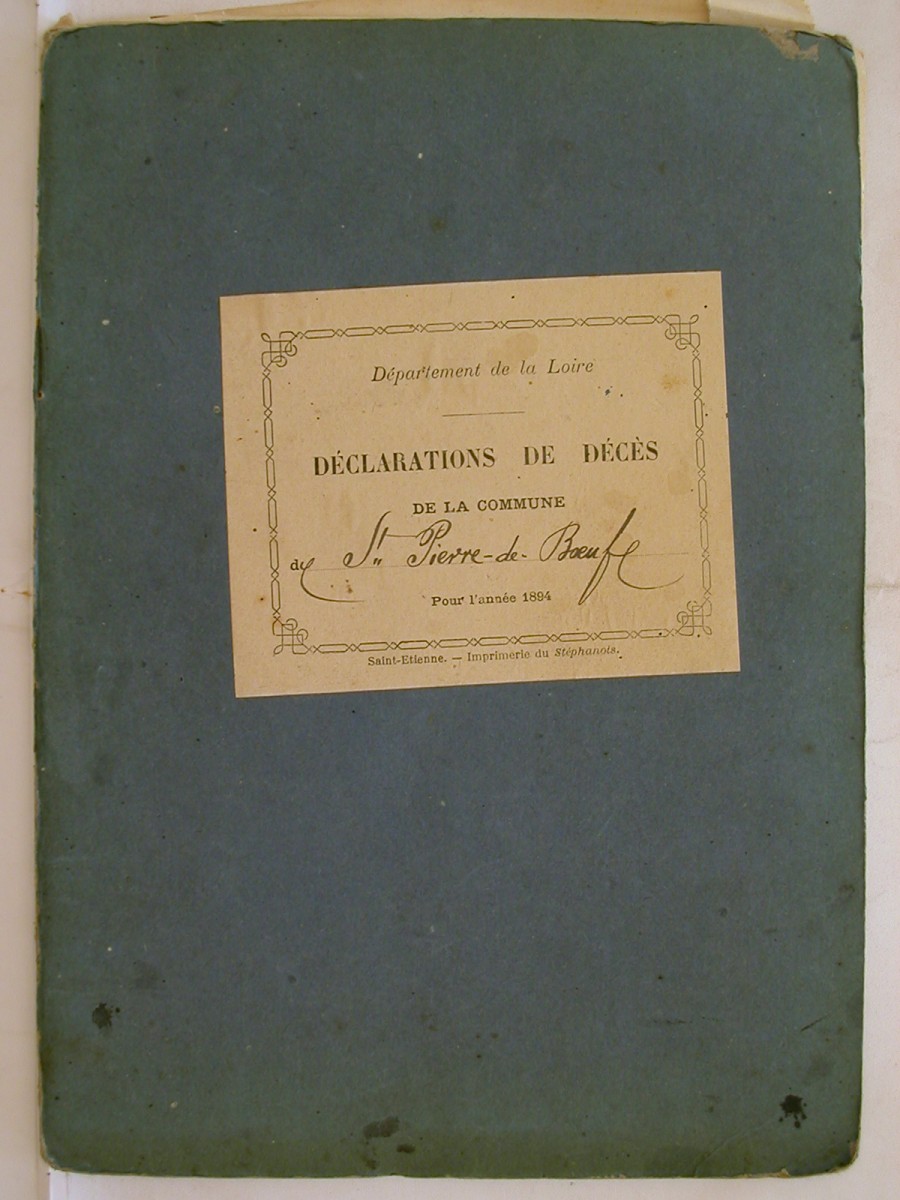 Département de la Loire
DÉCLARATIONS DE DÉCÈS
DE LA COMMUNE
de St Pierre-de-Bœuf
Pour l'année 1894
Saint-Etienne. — Imprimerie du Stéphanois.